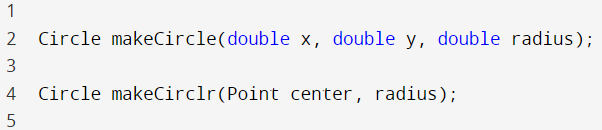 1
2 Circle makeCircle(double x, double y, double radius);
3
4 Circle makeCirclr(Point center, radius);
5